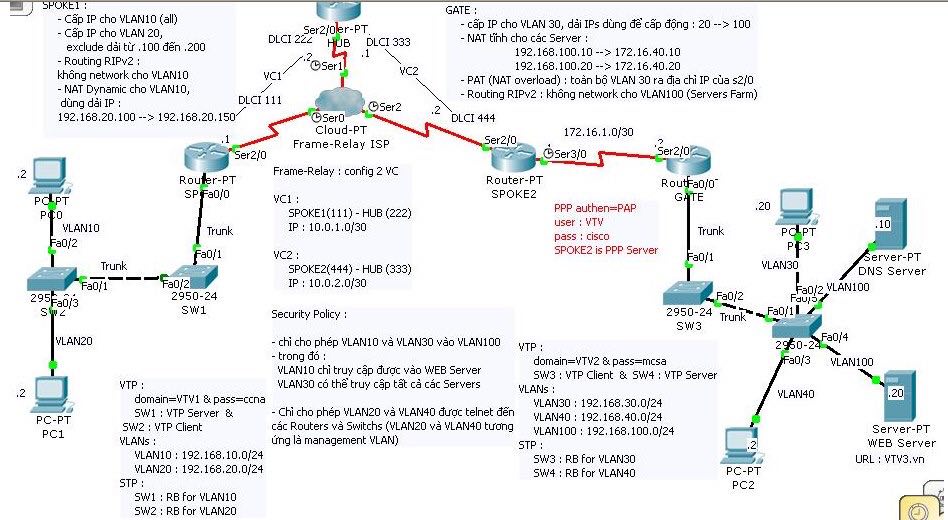 SPOKE1 :
- Cấp IP cho VLAN10 (all)
- Cấp IP cho VLAN 20,
exclude dải từ .100 đến .200
- Routing RIPv2 :
không network cho VLAN10
- NAT Dynamic cho VLAN10,
dùng dải IP :
192.168.20.100 --> 192.168.20.150
DLCI 222
Ser2/0
HUB
DLCI 333
.2
Ser1
.1
VC1
VC2
DLCI 111
Ser0
Ser2
.2
DLCI 444
Cloud-PT
Frame-Relay ISP
GATE :
- cấp IP cho VLAN 30, dải IPs dùng để cấp động : 20 --> 100
- NAT tĩnh cho các Server :
192.168.100.10 --> 172.16.40.10
192.168.100.20 --> 172.16.40.20
- PAT (NAT overload) : toàn bộ VLAN 30 ra địa chỉ IP của s2/0
- Routing RIPv2 : không network cho VLAN100 (Servers Farm)
.1
Ser2/0
Router-PT
Fa0/0
Trunk
Fa0/1
Ser2/0
Router-PT
SPOKE2
Ser3/0
172.16.1.0/30
.2
Ser2/0
Fa0/0
GATE
Trunk
Fa0/1
.2
PC-PT
PC0
VLAN10
Fa0/2
Fa0/1
Trunk
Fa0/2
2950-24
SW1
Fa0/3
SW2
VLAN20
.2
PC-PT
PC1
Frame-Relay : config 2 VC
VC1 :
SPOKE1(111) - HUB (222)
IP : 10.0.1.0/30
VC2 :
SPOKE2(444) - HUB (333)
IP : 10.0.2.0/30
PPP authen=PAP
user : VTV
pass : cisco
SPOKE2 is PPP Server
.20
PC-PT
PC3
VLAN30
.10
Server-PT
DNS Server
VLAN100
2950-24
SW3
Fa0/2
Trunk
Fa0/1
Fa0/2
Fa0/5
2950-24
Fa0/3
Fa0/4
VLAN100
VLAN40
.20
Server-PT
WEB Server
URL : VTV3.vn
.2
PC-PT
PC2
Security Policy :
- chỉ cho phép VLAN10 và VLAN30 vào VLAN100
- trong đó :
VLAN10 chỉ truy cập được vào WEB Server
VLAN30 có thể truy cập tất cả các Servers
- Chỉ cho phép VLAN20 và VLAN40 được telnet đến
các Routers và Switchs (VLAN20 và VLAN40 tương
ứng là management VLAN)
VTP :
domain=VTV1 & pass=ccna
SW1 : VTP Server &
SW2 : VTP Client
VLANs :
VLAN10 : 192.168.10.0/24
VLAN20 : 192.168.20.0/24
STP :
SW1 : RB for VLAN10
SW2 : RB for VLAN20
VTP :
domain=VTV2 & pass=mcsa
SW3 : VTP Client & SW4 : VTP Server
VLANs :
VLAN30 : 192.168.30.0/24
VLAN40 : 192.168.40.0/24
VLAN100 : 192.168.100.0/24
STP :
SW3 : RB for VLAN30
SW4 : RB for VLAN40